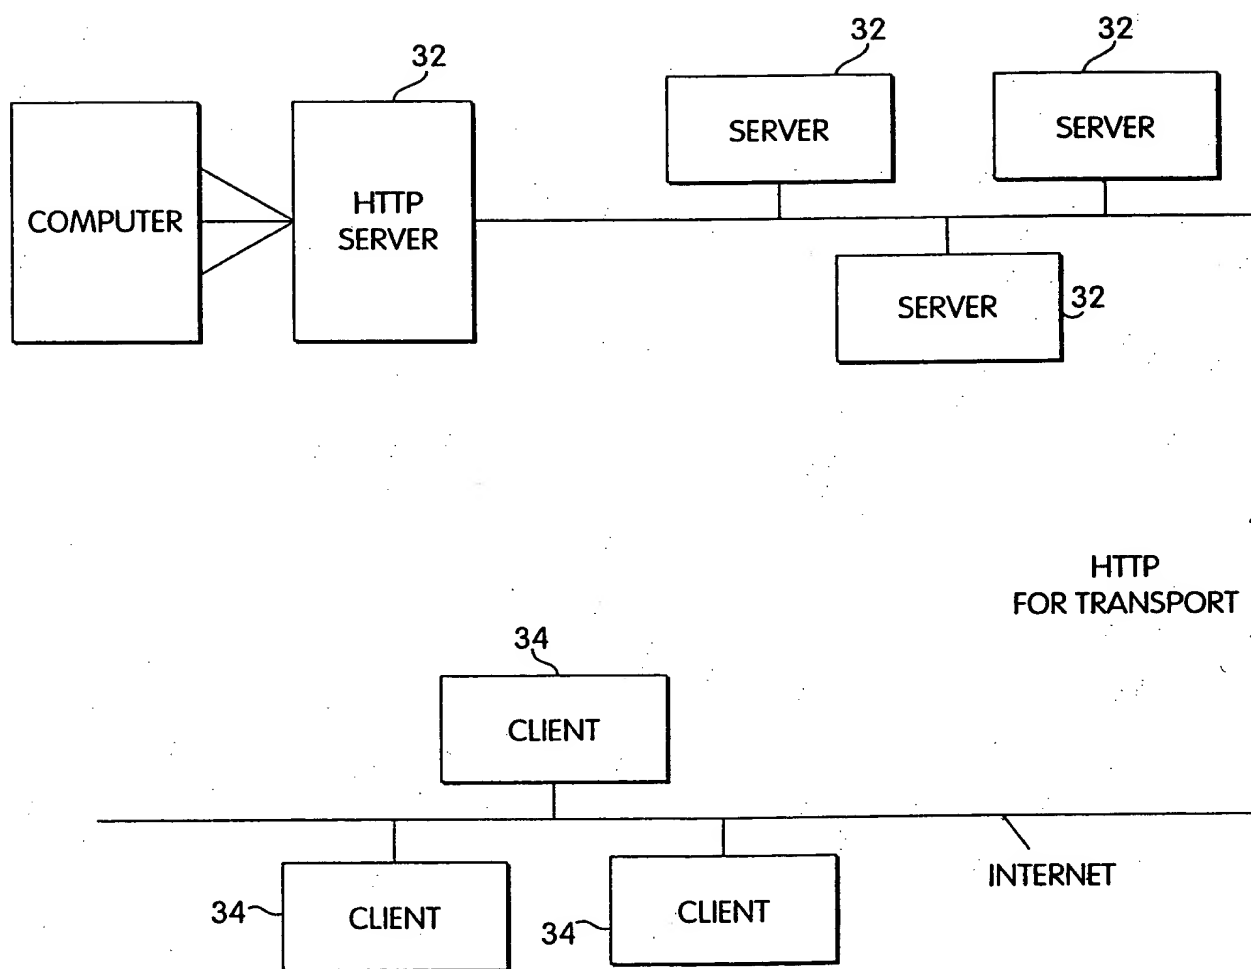 32
32
32
COMPUTER
HTTP
SERVER
SERVER
SERVER
SERVER
32
HTTP
FOR TRANSPORT
34
CLIENT
INTERNET
34
CLIENT
34
CLIENT